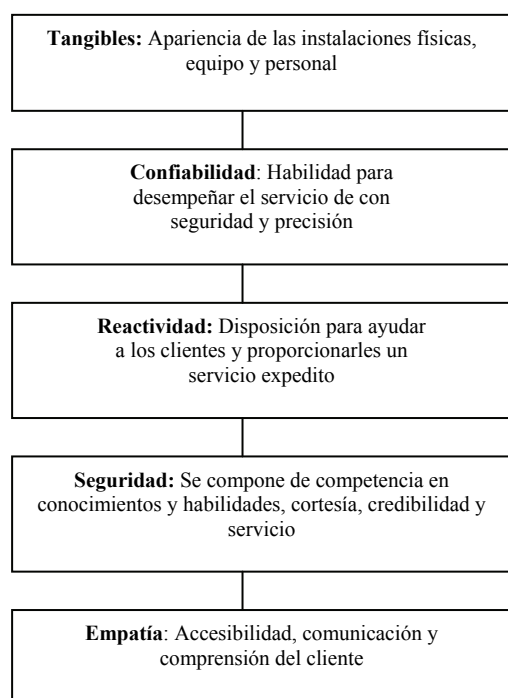 Tangibles: Apariencia de las instalaciones físicas,
equipo y personal
Confiabilidad: Habilidad para
desempeñar el servicio de con
seguridad y precisión
Reactividad: Disposición para ayudar
a los clientes y proporcionarles un
servicio expedito
Seguridad: Se compone de competencia en
conocimientos y habilidades, cortesía, credibilidad y
servicio
Empatía: Accesibilidad, comunicación y
comprensión del cliente